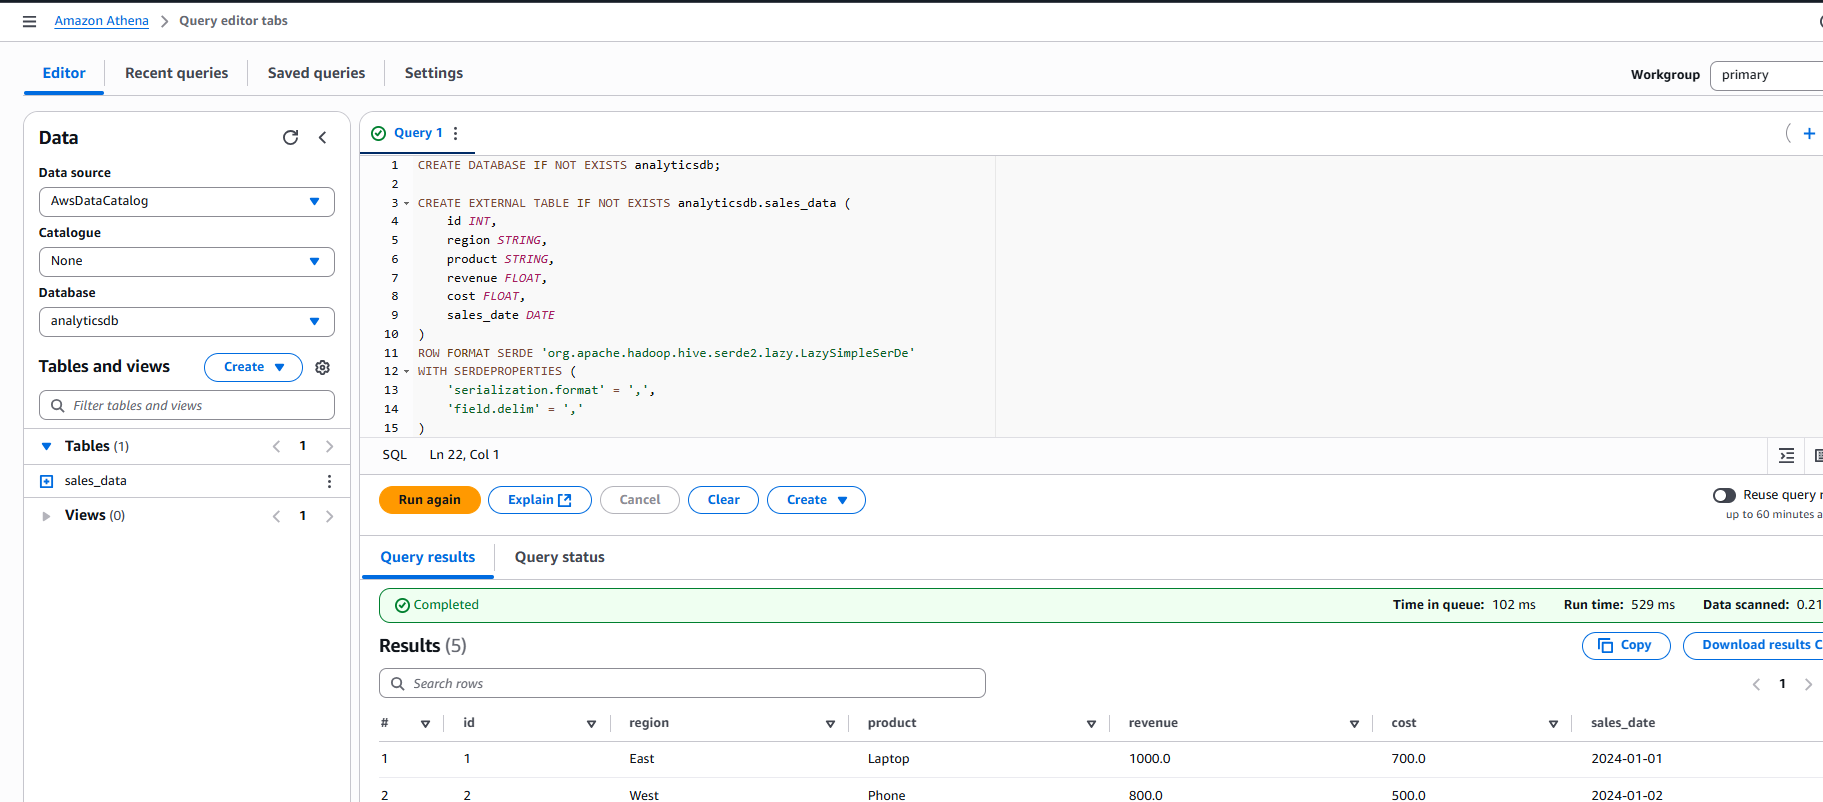 Amazon Athena > Query editor tabs
Editor Recent queries Saved queries Settings
Workgroup primary
Data
Data source
AwsDataCatalog
Catalogue
None
Database
analyticsdb
Tables and views Create
Filter tables and views
Tables (1) < 1 >
sales_data
Views (0) < 1 >
Query 1
1 CREATE DATABASE IF NOT EXISTS analyticsdb;
2
3 CREATE EXTERNAL TABLE IF NOT EXISTS analyticsdb.sales_data (
4 id INT,
5 region STRING,
6 product STRING,
7 revenue FLOAT,
8 cost FLOAT,
9 sales_date DATE
10 )
11 ROW FORMAT SERDE 'org.apache.hadoop.hive.serde2.lazy.LazySimpleSerDe'
12 WITH SERDEPROPERTIES (
13 'serialization.format' = ',',
14 'field.delim' = ','
15 )
SQL Ln 22, Col 1
Run again Explain Cancel Clear Create
Reuse query r
up to 60 minutes a
Query results Query status
Completed Time in queue: 102 ms Run time: 529 ms Data scanned: 0.21
Results (5) Copy Download results C
Search rows < 1 >
# id region product revenue cost sales_date
1 1 East Laptop 1000.0 700.0 2024-01-01
2 2 West Phone 800.0 500.0 2024-01-02